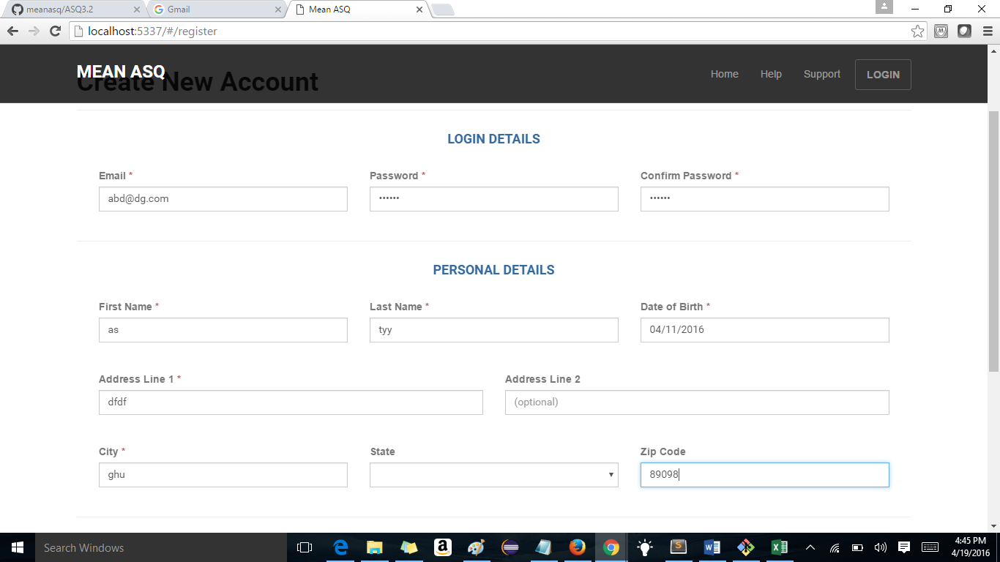 meanasq/ASQ3.2
Gmail
Mean ASQ
localhost:5337/#/register
MEAN ASQ
Create New Account
Home Help Support LOGIN
LOGIN DETAILS
Email * Password * Confirm Password *
abd@dg.com •••••• ••••••
PERSONAL DETAILS
First Name * Last Name * Date of Birth *
as tyy 04/11/2016
Address Line 1 * Address Line 2
dfdf (optional)
City * State Zip Code
ghu 89098
Search Windows
4:45 PM
4/19/2016